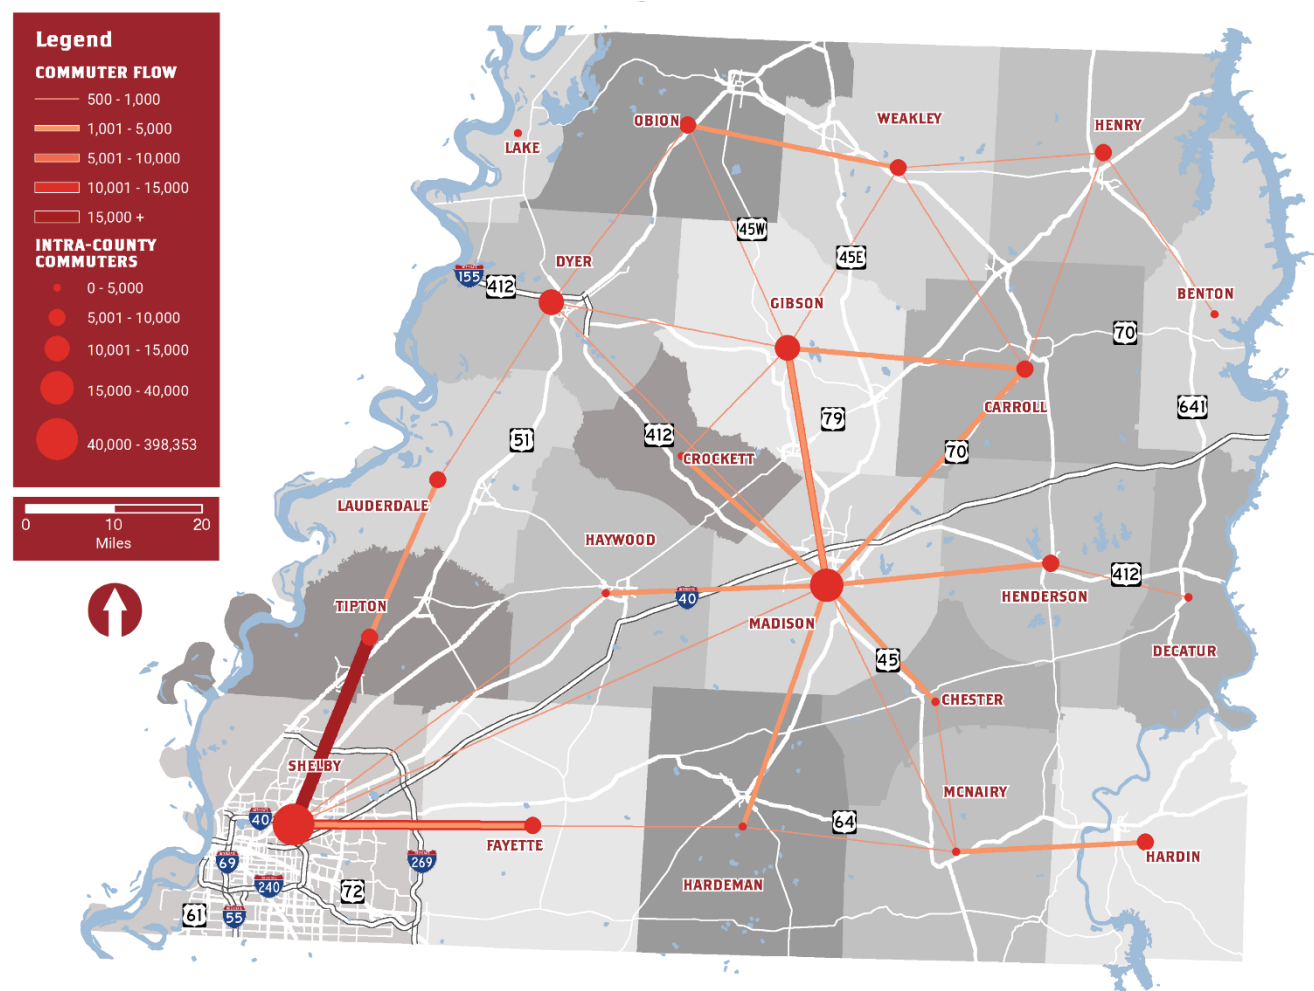 Legend
COMMUTER FLOW
500 - 1,000
1,001 - 5,000
5,001 - 10,000
10,001 - 15,000
15,000 +
INTRA-COUNTY
COMMUTERS
0 - 5,000
5,001 - 10,000
10,001 - 15,000
15,000 - 40,000
40,000 - 398,353
0 10 20
Miles
OBION
WEAKLEY
HENRY
LAKE
45W
45E
DYER
155
412
GIBSON
BENTON
70
CARROLL
641
79
51
412
CROCKETT
70
LAUDERDALE
HAYWOOD
412
HENDERSON
40
TIPTON
MADISON
45
DECATUR
CHESTER
SHELBY
MCNAIRY
40
64
FAYETTE
HARDIN
69
269
240
HARDEMAN
72
61
55